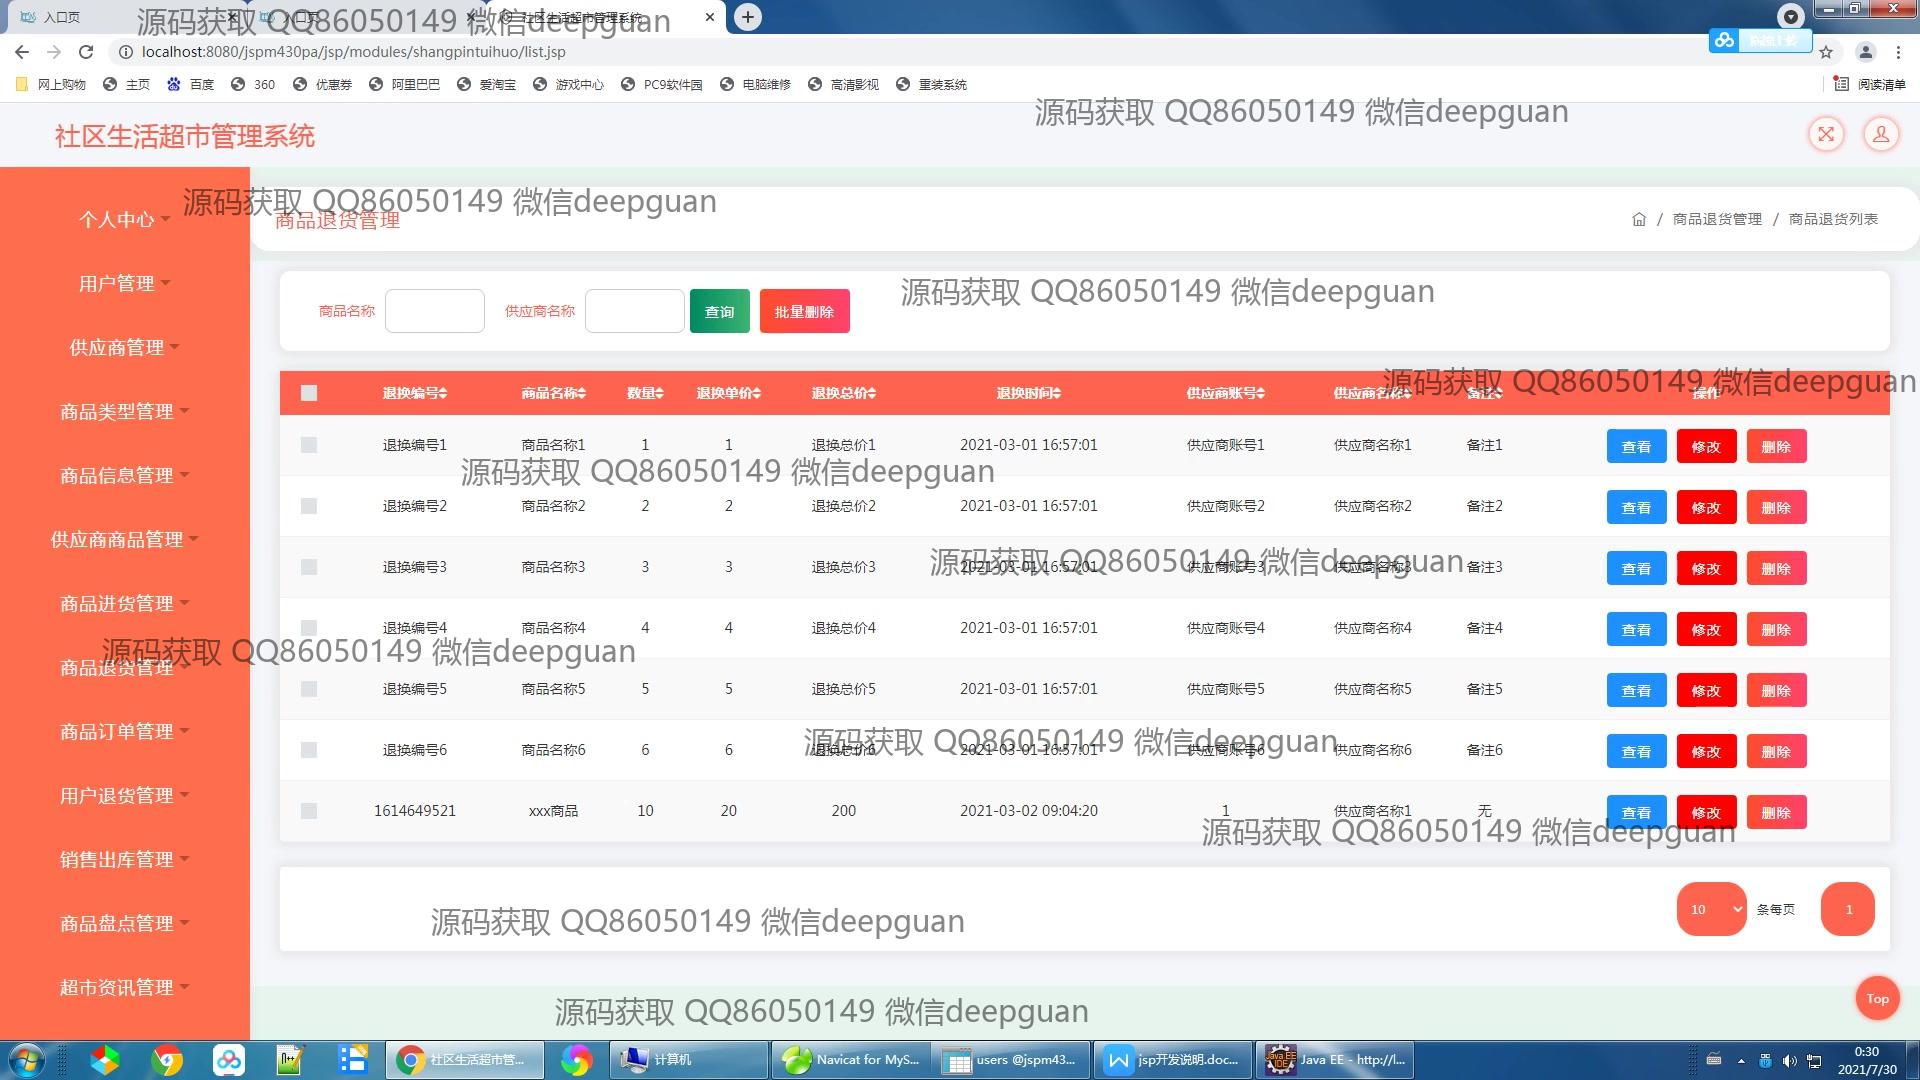 入口页
入口页
社区生活超市管理系统
源码获取 QQ86050149 微信deepguan
localhost:8080/jspm430pa/jsp/modules/shangpintuihuo/list.jsp
网上购物 主页 百度 360 优惠券 阿里巴巴 爱淘宝 游戏中心 PC9软件园 电脑维修 高清影视 重装系统 阅读清单
源码获取 QQ86050149 微信deepguan
社区生活超市管理系统
源码获取 QQ86050149 微信deepguan
商品退货管理
/ 商品退货管理 / 商品退货列表
个人中心
用户管理
供应商管理
商品类型管理
商品信息管理
供应商商品管理
商品进货管理
商品退货管理
商品订单管理
用户退货管理
销售出库管理
商品盘点管理
超市资讯管理
源码获取 QQ86050149 微信deepguan
商品名称 供应商名称 查询 批量删除
源码获取 QQ86050149 微信deepguan
退换编号 商品名称 数量 退换单价 退换总价 退换时间 供应商账号 供应商名称 备注 操作
退换编号1 商品名称1 1 1 退换总价1 2021-03-01 16:57:01 供应商账号1 供应商名称1 备注1 查看 修改 删除
源码获取 QQ86050149 微信deepguan
退换编号2 商品名称2 2 2 退换总价2 2021-03-01 16:57:01 供应商账号2 供应商名称2 备注2 查看 修改 删除
源码获取 QQ86050149 微信deepguan
退换编号3 商品名称3 3 3 退换总价3 2021-03-01 16:57:01 供应商账号3 供应商名称3 备注3 查看 修改 删除
退换编号4 商品名称4 4 4 退换总价4 2021-03-01 16:57:01 供应商账号4 供应商名称4 备注4 查看 修改 删除
源码获取 QQ86050149 微信deepguan
退换编号5 商品名称5 5 5 退换总价5 2021-03-01 16:57:01 供应商账号5 供应商名称5 备注5 查看 修改 删除
源码获取 QQ86050149 微信deepguan
退换编号6 商品名称6 6 6 退换总价6 2021-03-01 16:57:01 供应商账号6 供应商名称6 备注6 查看 修改 删除
1614649521 xxx商品 10 20 200 2021-03-02 09:04:20 1 供应商名称1 无 查看 修改 删除
源码获取 QQ86050149 微信deepguan
10 条每页 1
源码获取 QQ86050149 微信deepguan
Top
源码获取 QQ86050149 微信deepguan
社区生活超市管... 计算机 Navicat for MyS... users @jspm43... jsp开发说明.doc... Java EE - http://l...
0:30
2021/7/30